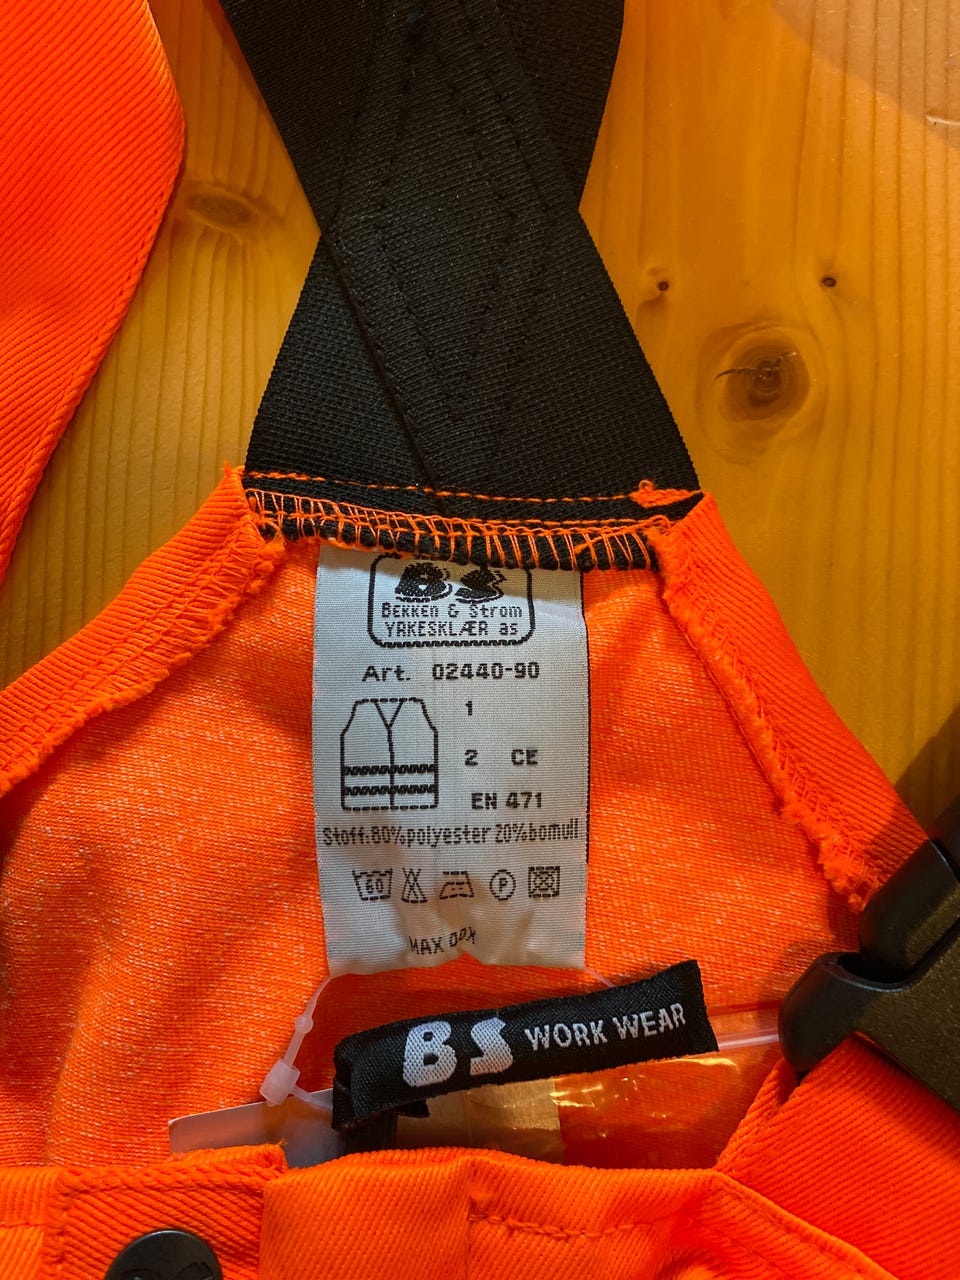 BS
BEKKEN & Strøm
YRKESKLÆR as
Art. 02440-90
1
2 CE
EN 471
Stoff.80%polyester 20%bomull
60 P
MAX
BS WORK WEAR